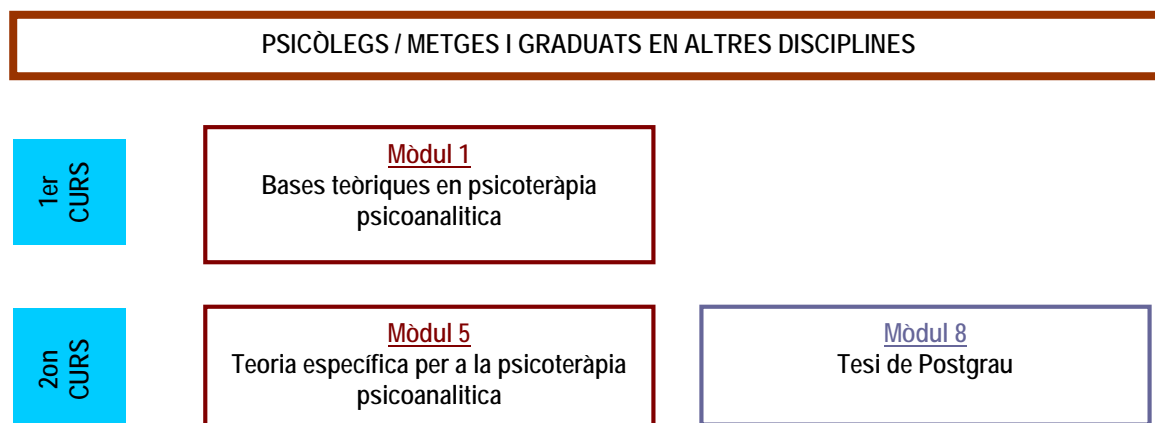 PSICÒLEGS / METGES I GRADUATS EN ALTRES DISCIPLINES
1er
CURS
Mòdul 1
Bases teòriques en psicoteràpia
psicoanalitica
2on
CURS
Mòdul 5
Teoria específica per a la psicoteràpia
psicoanalitica
Mòdul 8
Tesi de Postgrau